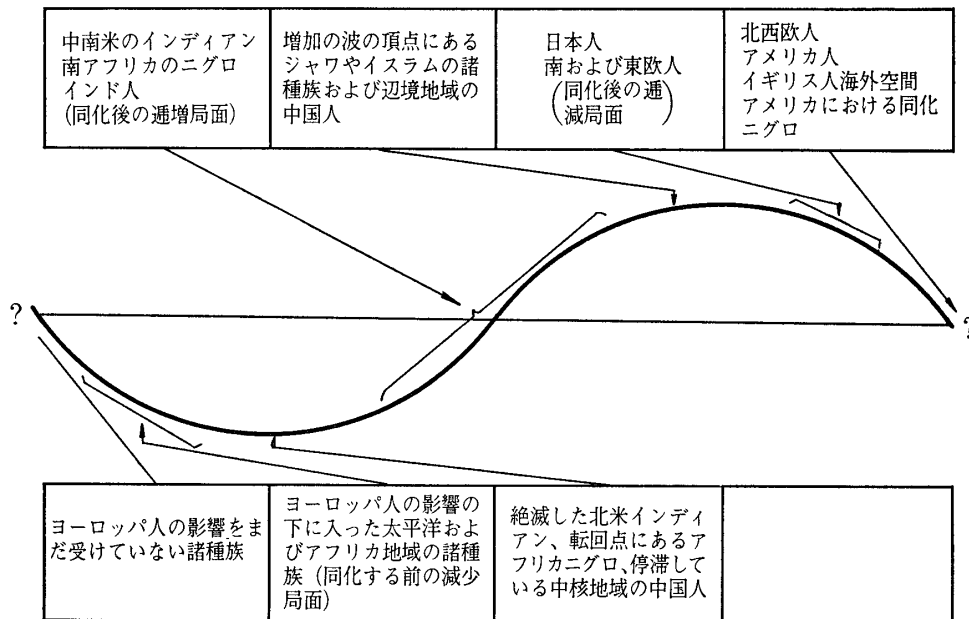 中南米のインディアン
南アフリカのニグロ
インド人
(同化後の逓増局面)
増加の波の頂点にある
ジャワやイスラムの諸
種族および辺境地域の
中国人
日本人
南および東欧人
(同化後の逓
減局面)
北西欧人
アメリカ人
イギリス人海外空間
アメリカにおける同化
ニグロ
?
?
ヨーロッパ人の影響をま
だ受けていない諸種族
ヨーロッパ人の影響の
下に入った太平洋およ
びアフリカ地域の諸種
族(同化する前の減少
局面)
絶滅した北米インディ
アン、転回点にあるア
フリカニグロ、停滞して
いる中核地域の中国人